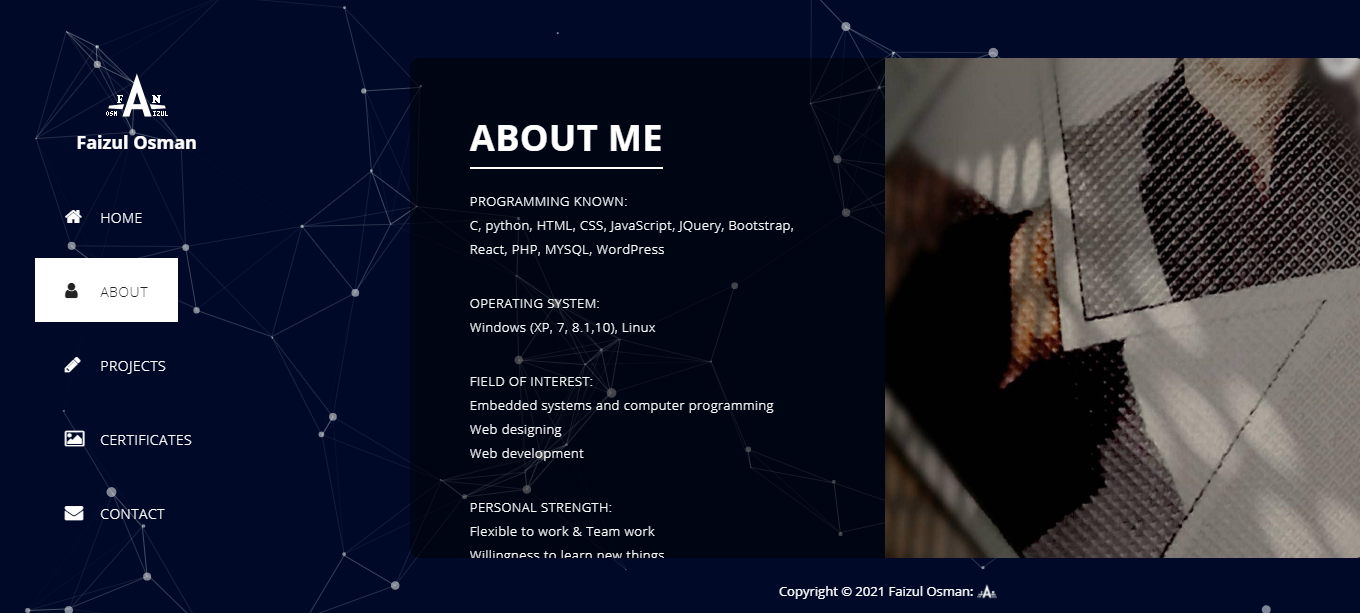 F A N
OSM IZUL
Faizul Osman
HOME
ABOUT
PROJECTS
CERTIFICATES
CONTACT
ABOUT ME
PROGRAMMING KNOWN:
C, python, HTML, CSS, JavaScript, JQuery, Bootstrap,
React, PHP, MYSQL, WordPress
OPERATING SYSTEM:
Windows (XP, 7, 8.1,10), Linux
FIELD OF INTEREST:
Embedded systems and computer programming
Web designing
Web development
PERSONAL STRENGTH:
Flexible to work & Team work
Willingness to learn new things
Copyright © 2021 Faizul Osman: